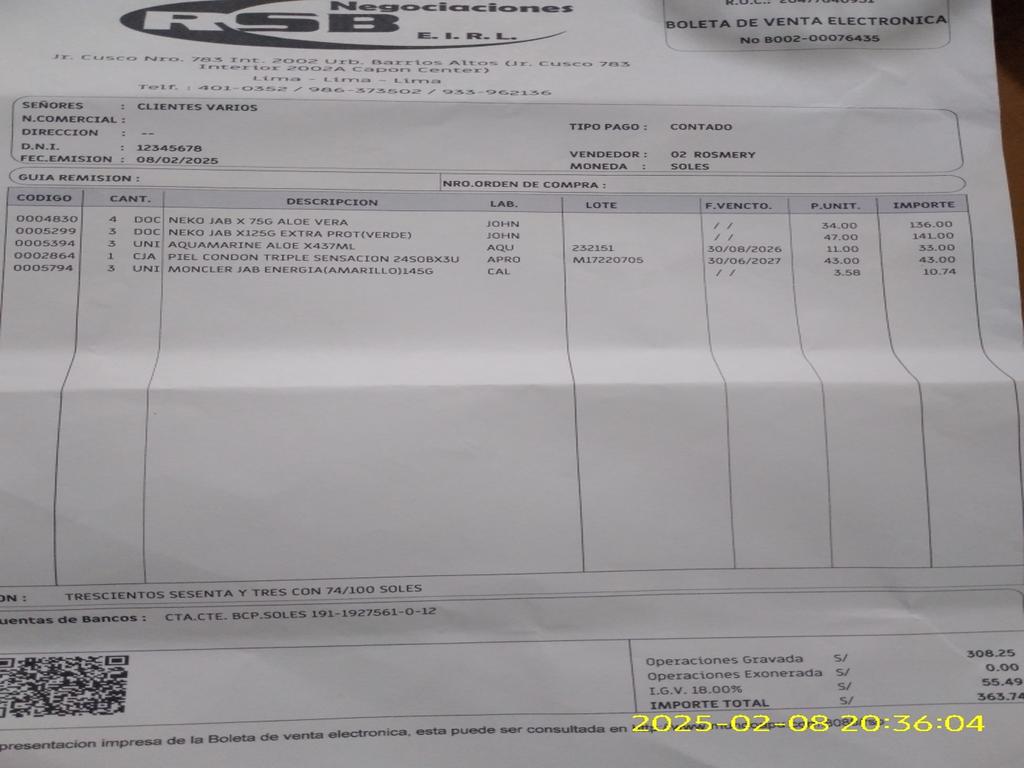 Negociaciones
RSB
E. I. R. L.
BOLETA DE VENTA ELECTRONICA
No B002-00076435
Jr. Cusco Nro. 783 Int. 2002 Urb. Barrios Altos (Jr. Cusco 783
Interior 2002A Capon Center)
Lima - Lima - Lima
Telf. : 401-0352 / 986-373502 / 933-962136
SEÑORES : CLIENTES VARIOS
N.COMERCIAL :
DIRECCION : --
D.N.I. : 12345678
FEC.EMISION : 08/02/2025
TIPO PAGO : CONTADO
VENDEDOR : 02 ROSMERY
MONEDA : SOLES
GUIA REMISION : NRO.ORDEN DE COMPRA :
CODIGO CANT. DESCRIPCION LAB. LOTE F.VENCTO. P.UNIT. IMPORTE
0004830 4 DOC NEKO JAB X 75G ALOE VERA JOHN / / 34.00 136.00
0005299 3 DOC NEKO JAB X125G EXTRA PROT(VERDE) JOHN / / 47.00 141.00
0005394 3 UNI AQUAMARINE ALOE X437ML AQU 232151 30/08/2026 11.00 33.00
0002864 1 CJA PIEL CONDON TRIPLE SENSACION 24SOBX3U APRO M17220705 30/06/2027 43.00 43.00
0005794 3 UNI MONCLER JAB ENERGIA(AMARILLO)145G CAL / / 3.58 10.74
ON : TRESCIENTOS SESENTA Y TRES CON 74/100 SOLES
uentas de Bancos : CTA.CTE. BCP.SOLES 191-1927561-0-12
Operaciones Gravada S/ 308.25
Operaciones Exonerada S/ 0.00
I.G.V. 18.00% S/ 55.49
IMPORTE TOTAL S/ 363.74
presentacion impresa de la Boleta de venta electronica, esta puede ser consultada en
2025-02-08 20:36:04